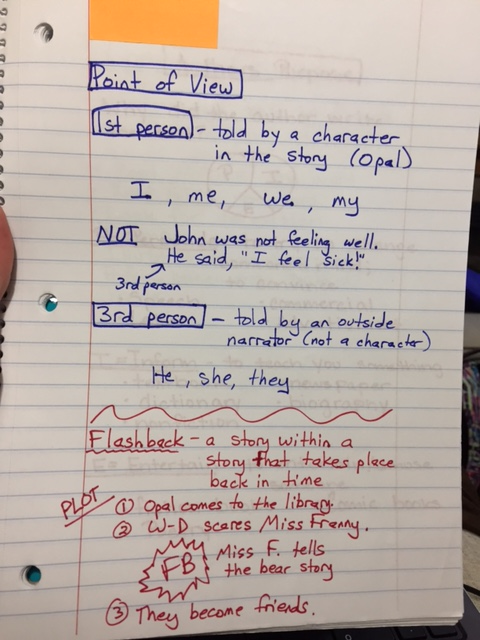 Point of View
1st person - told by a character
in the story (Opal)
I, me, we, my
NOT John was not feeling well.
He said, "I feel sick!"
3rd person
3rd person - told by an outside
narrator (not a character)
He, she, they
Flashback - a story within a
story that takes place
back in time
PLOT
① Opal comes to the library.
② W-D scares Miss Franny.
FB Miss F. tells
the bear story
③ They become friends.